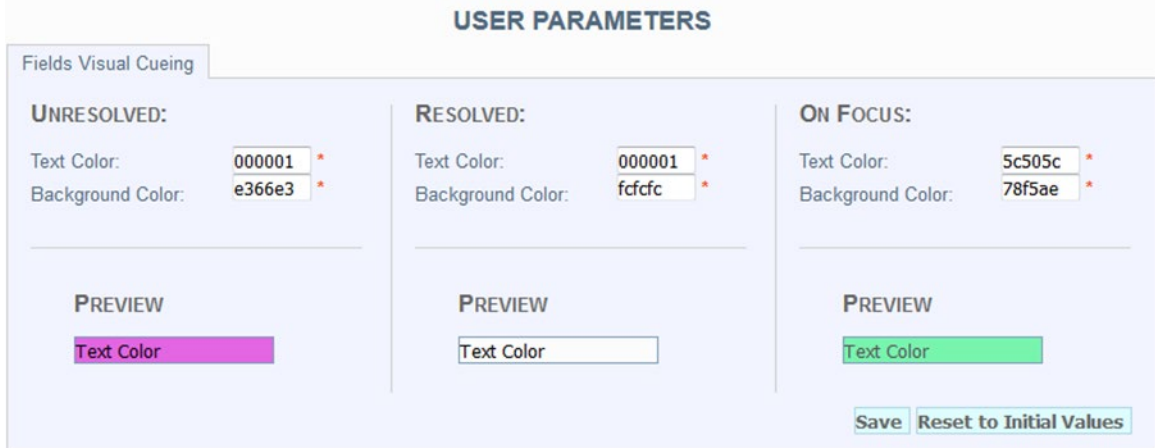 USER PARAMETERS
Fields Visual Cueing
UNRESOLVED:
Text Color: 000001 *
Background Color: e366e3 *
PREVIEW
Text Color
RESOLVED:
Text Color: 000001 *
Background Color: fcfcfc *
PREVIEW
Text Color
ON FOCUS:
Text Color: 5c505c *
Background Color: 78f5ae *
PREVIEW
Text Color
Save Reset to Initial Values